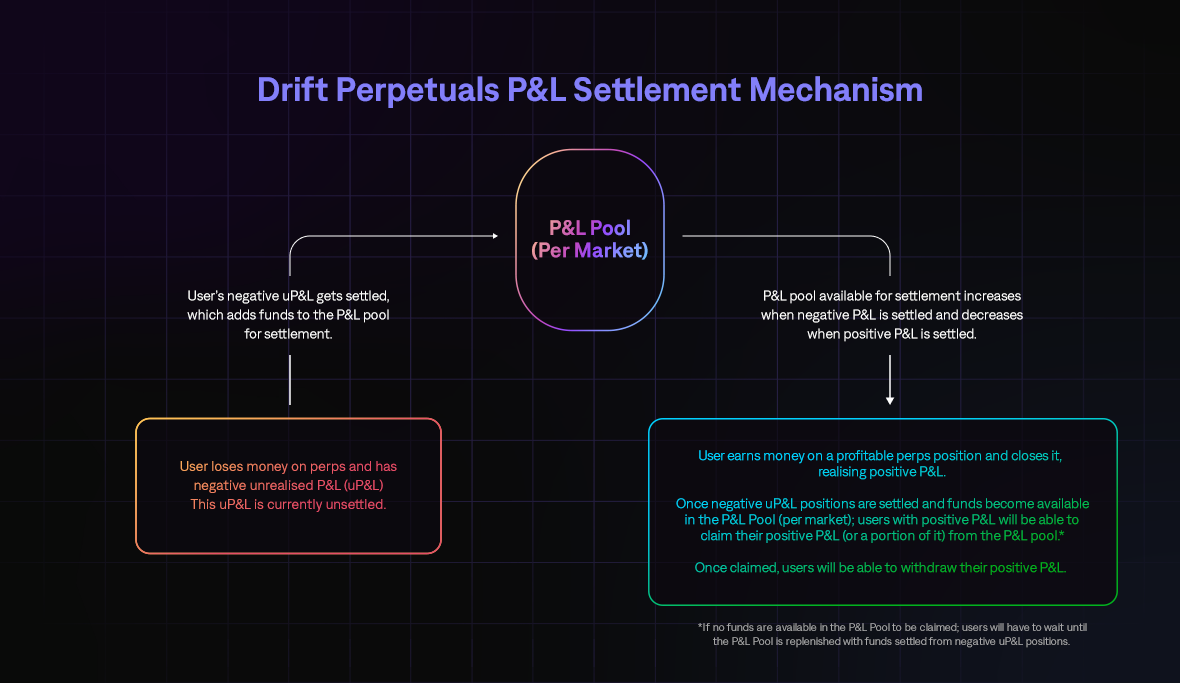 Drift Perpetuals P&L Settlement Mechanism
P&L Pool
(Per Market)
User's negative uP&L gets settled,
which adds funds to the P&L pool
for settlement.
P&L pool available for settlement increases
when negative P&L is settled and decreases
when positive P&L is settled.
User loses money on perps and has
negative unrealised P&L (uP&L)
This uP&L is currently unsettled.
User earns money on a profitable perps position and closes it,
realising positive P&L.
Once negative uP&L positions are settled and funds become available
in the P&L Pool (per market); users with positive P&L will be able to
claim their positive P&L (or a portion of it) from the P&L pool.*
Once claimed, users will be able to withdraw their positive P&L.
*If no funds are available in the P&L Pool to be claimed; users will have to wait until
the P&L Pool is replenished with funds settled from negative uP&L positions.